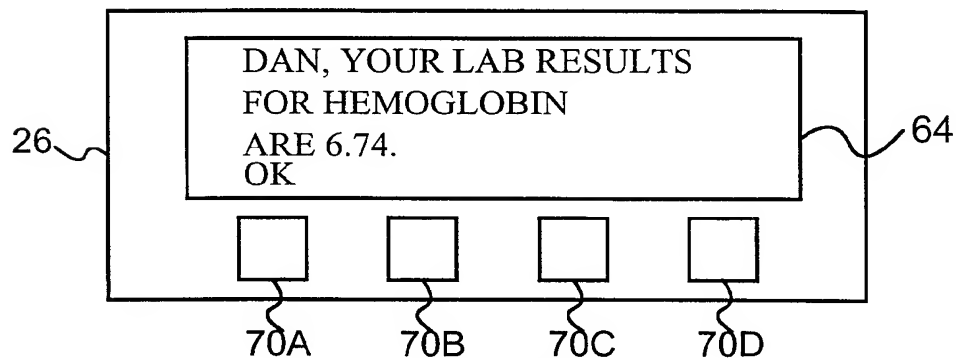 DAN, YOUR LAB RESULTS
FOR HEMOGLOBIN
ARE 6.74.
OK
26
64
70A 70B 70C 70D